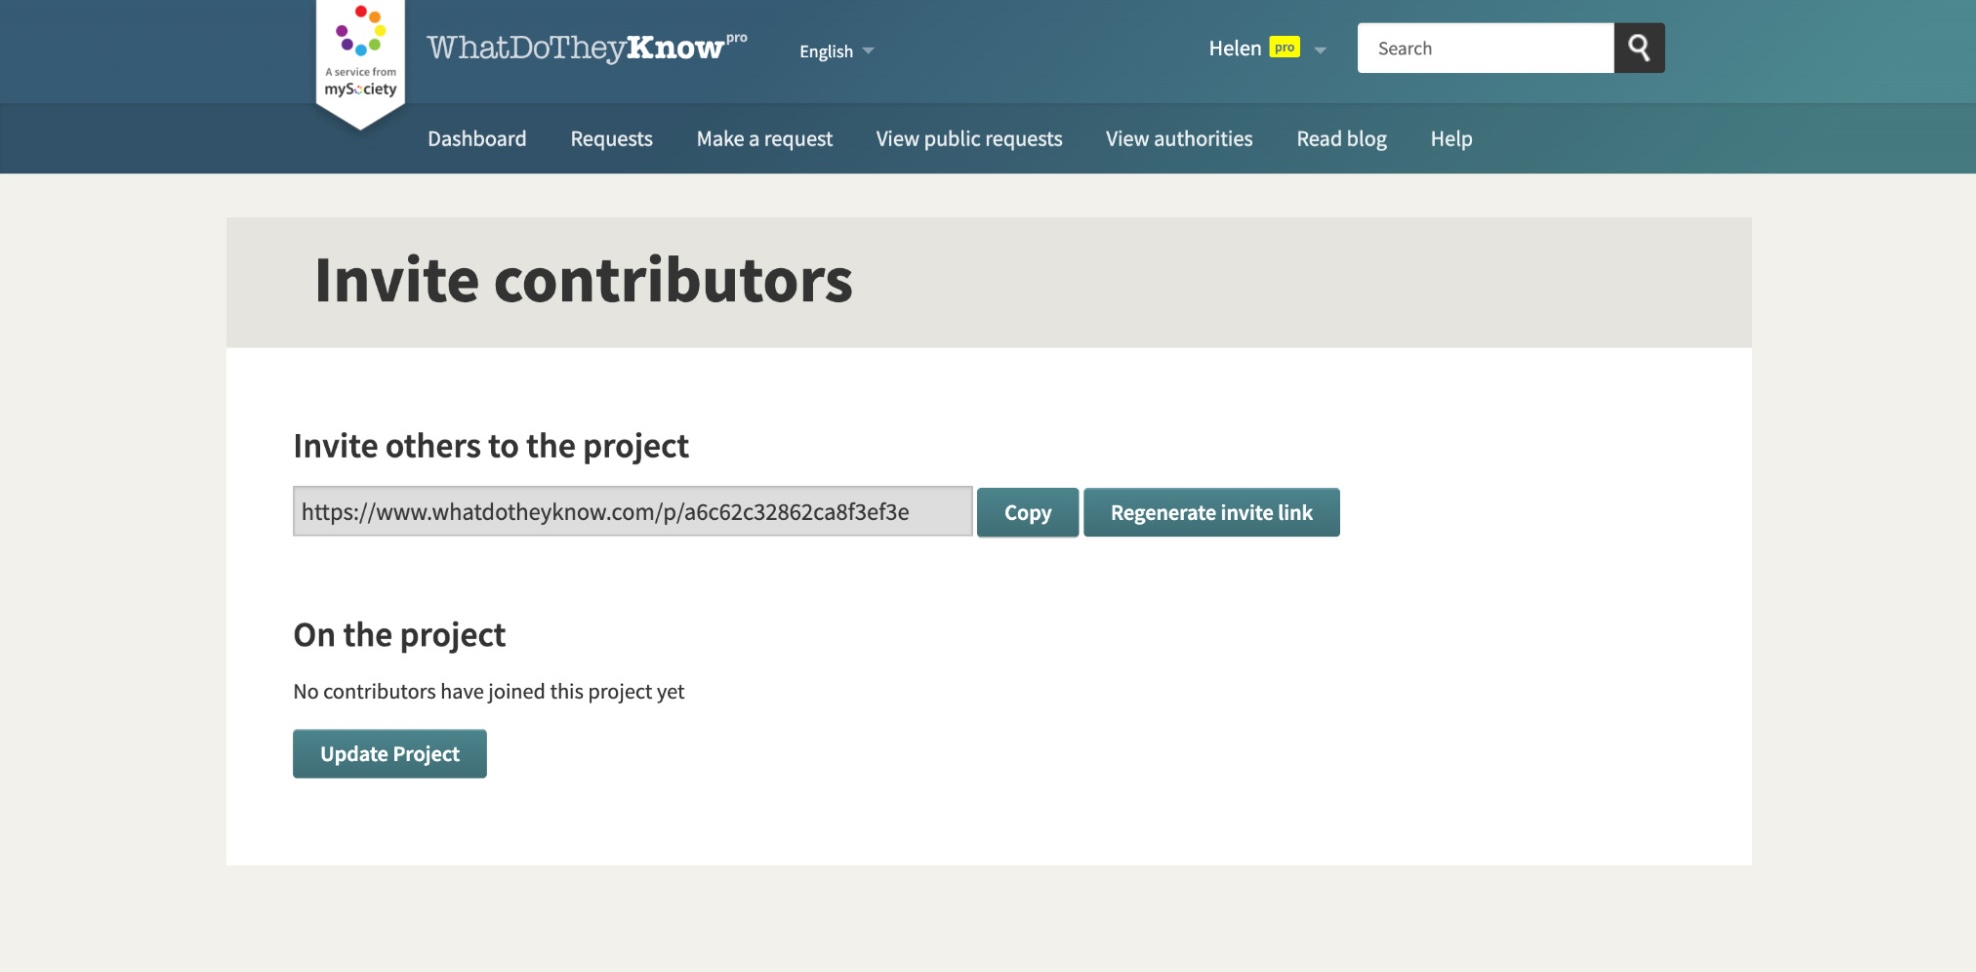 A service from
mySociety
WhatDoTheyKnow pro
English
Helen pro
Search
Dashboard Requests Make a request View public requests View authorities Read blog Help
Invite contributors
Invite others to the project
https://www.whatdotheyknow.com/p/a6c62c32862ca8f3ef3e Copy Regenerate invite link
On the project
No contributors have joined this project yet
Update Project